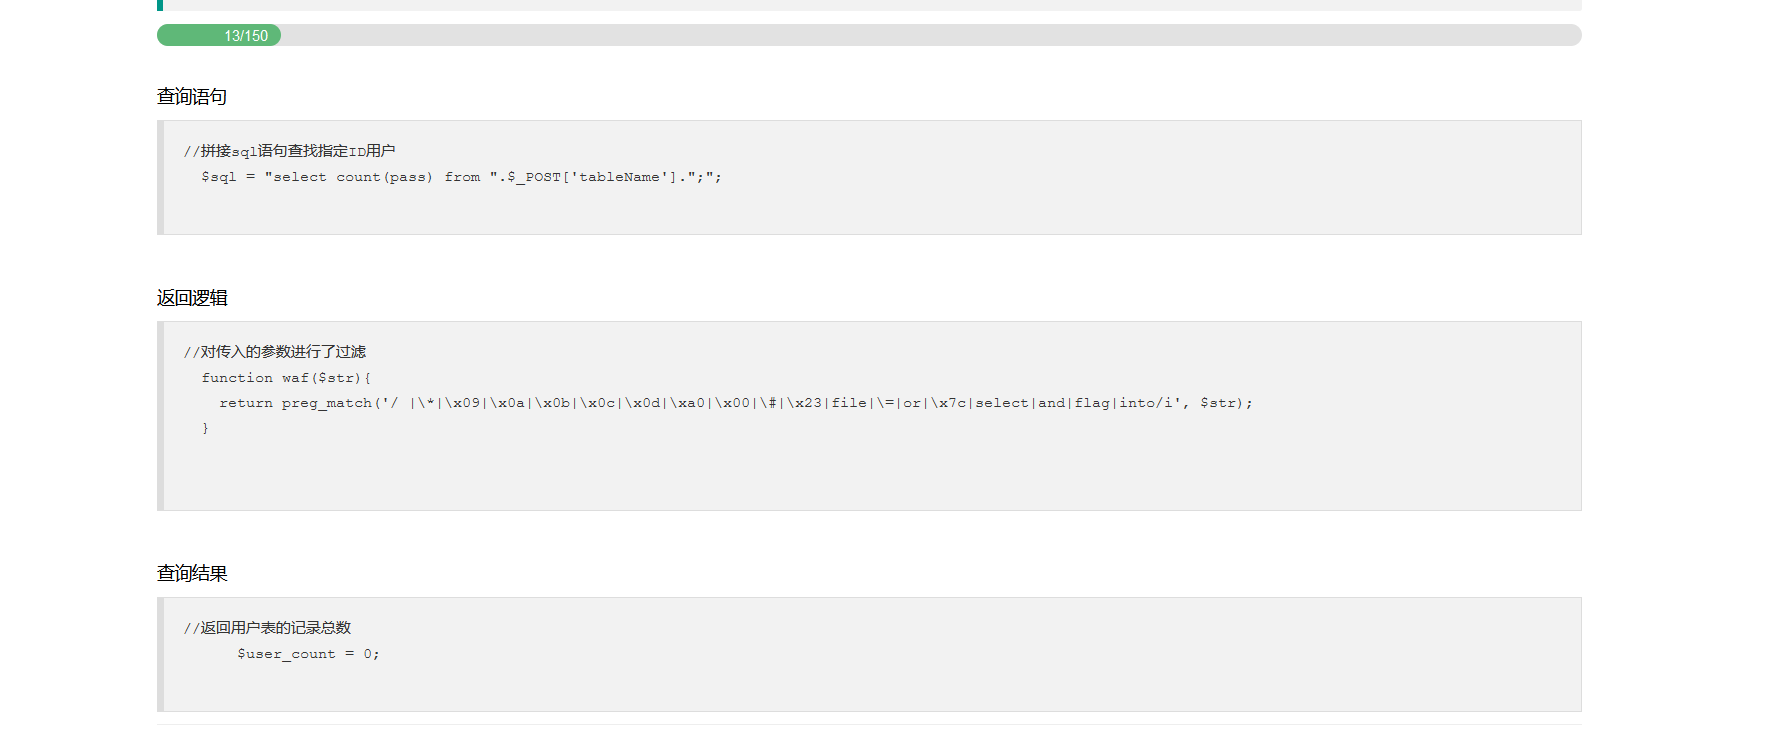 13/150
查询语句
//拼接sql语句查找指定ID用户
$sql = "select count(pass) from ".$_POST['tableName'].";";
返回逻辑
//对传入的参数进行了过滤
function waf($str){
return preg_match('/ |\*|\x09|\x0a|\x0b|\x0c|\x0d|\xa0|\x00|\#|\x23|file|\=|or|\x7c|select|and|flag|into/i', $str);
}
查询结果
//返回用户表的记录总数
$user_count = 0;